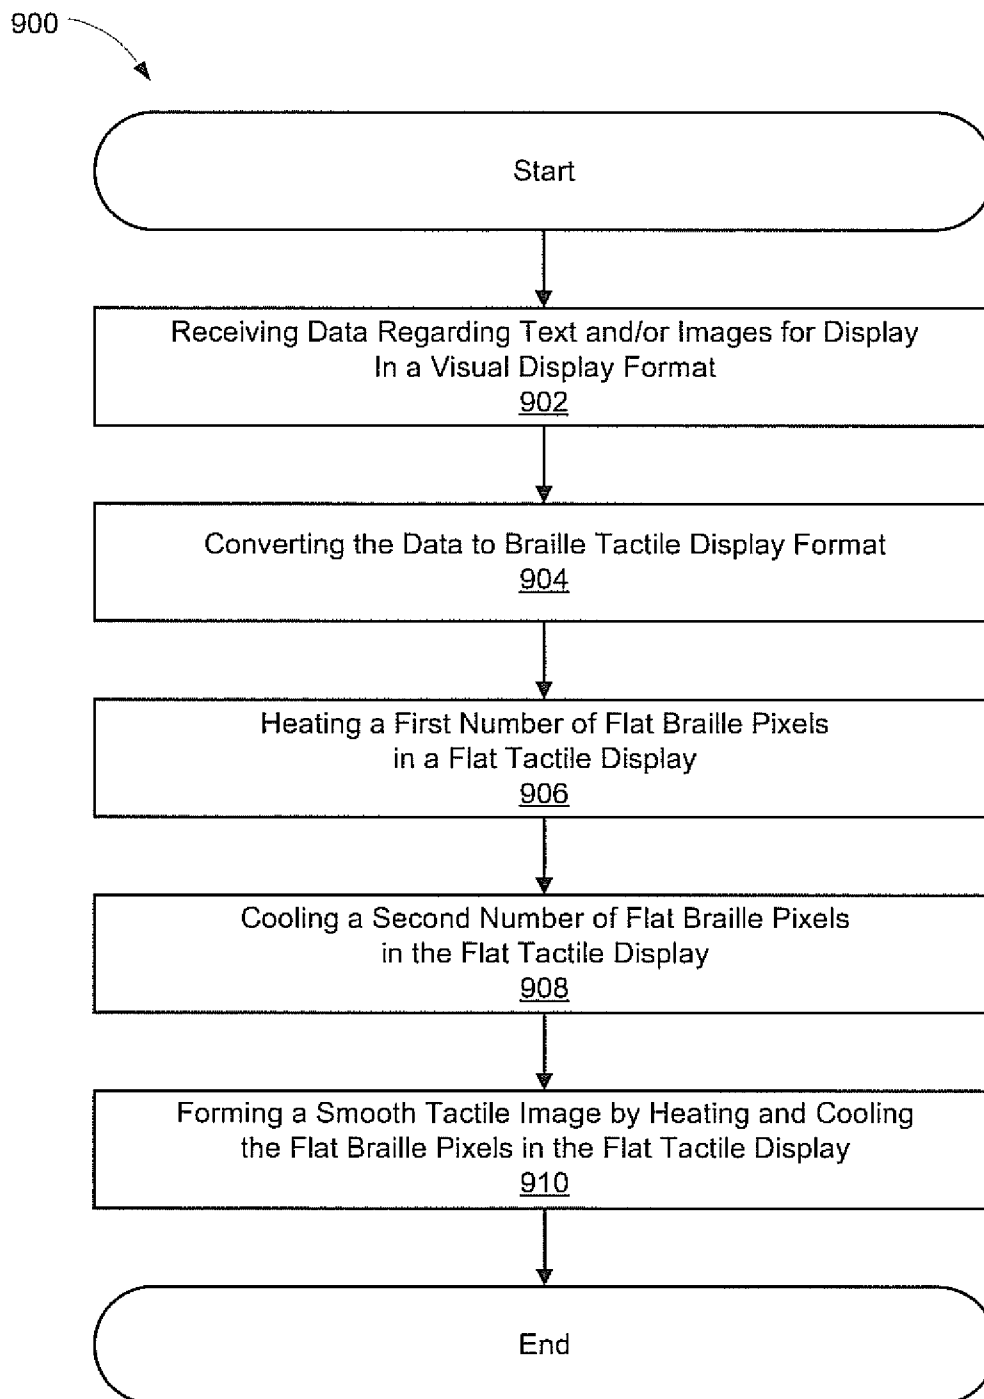 900
Start
Receiving Data Regarding Text and/or Images for Display
In a Visual Display Format
902
Converting the Data to Braille Tactile Display Format
904
Heating a First Number of Flat Braille Pixels
in a Flat Tactile Display
906
Cooling a Second Number of Flat Braille Pixels
in the Flat Tactile Display
908
Forming a Smooth Tactile Image by Heating and Cooling
the Flat Braille Pixels in the Flat Tactile Display
910
End